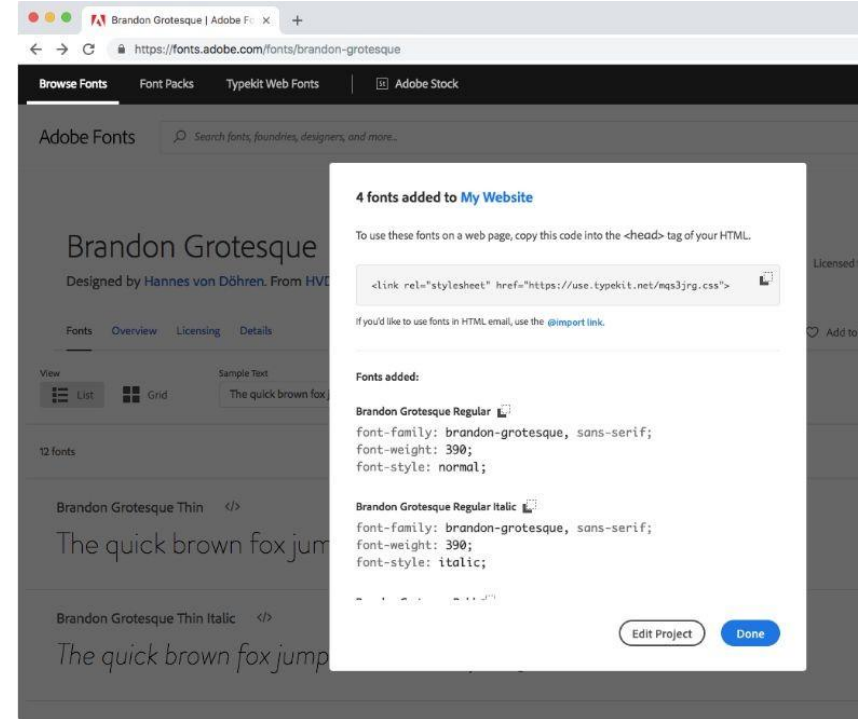 Brandon Grotesque | Adobe Fo
https://fonts.adobe.com/fonts/brandon-grotesque
Browse Fonts Font Packs Typekit Web Fonts St Adobe Stock
Adobe Fonts Search fonts, foundries, designers, and more...
4 fonts added to My Website
To use these fonts on a web page, copy this code into the <head> tag of your HTML.
<link rel="stylesheet" href="https://use.typekit.net/mqs3jrg.css">
If you'd like to use fonts in HTML email, use the @import link.
Fonts added:
Brandon Grotesque Regular
font-family: brandon-grotesque, sans-serif;
font-weight: 390;
font-style: normal;
Brandon Grotesque Regular Italic
font-family: brandon-grotesque, sans-serif;
font-weight: 390;
font-style: italic;
Edit Project Done
Brandon Grotesque
Designed by Hannes von Döhren. From HVD
Licensed
Fonts Overview Licensing Details
Add to
View Sample Text
List Grid The quick brown fox j
12 fonts
Brandon Grotesque Thin </>
The quick brown fox jum
Brandon Grotesque Thin Italic </>
The quick brown fox jump